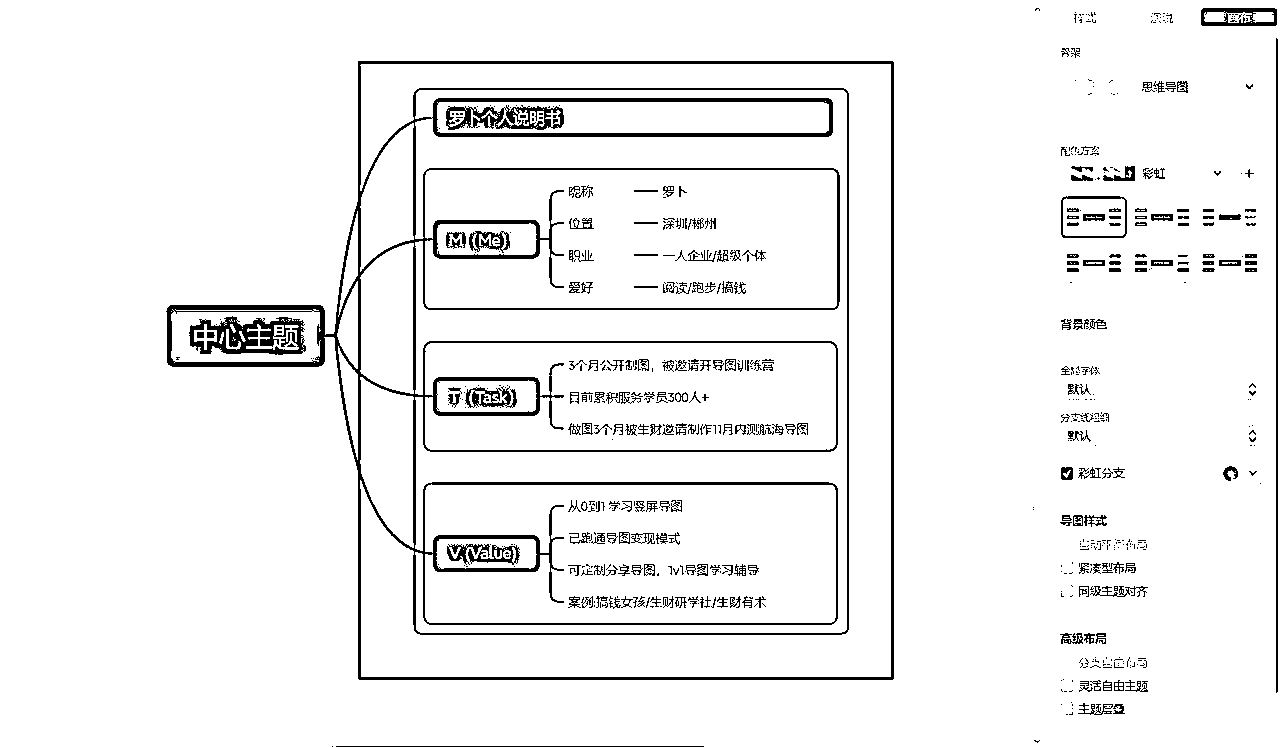 中心主题
罗卜个人说明书
M (Me)
昵称 罗卜
位置 深圳/郴州
职业 一人企业/超级个体
爱好 阅读/跑步/搞钱
T (Task)
3个月公开制图，被邀请开导图训练营
目前累积服务学员300人+
做图3个月被生财邀请制作11月内测航海导图
V (Value)
从0到1 学习竖屏导图
已跑通导图变现模式
可定制分享导图，1v1导图学习辅导
案例:搞钱女孩/生财研学社/生财有术
样式
画布
骨架
思维导图
配色方案
彩虹
背景颜色
全局字体
默认
分支线粗细
默认
彩虹分支
导图样式
自动平衡布局
紧凑型布局
同级主题对齐
高级布局
分支自由布局
灵活自由主题
主题层叠